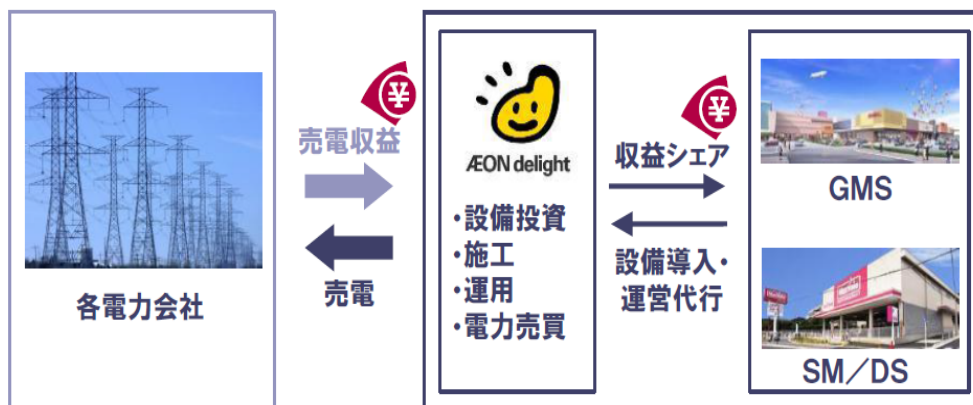 各電力会社
¥
売電収益
売電
ÆON delight
・設備投資
・施工
・運用
・電力売買
¥
収益シェア
設備導入・
運営代行
GMS
SM／DS